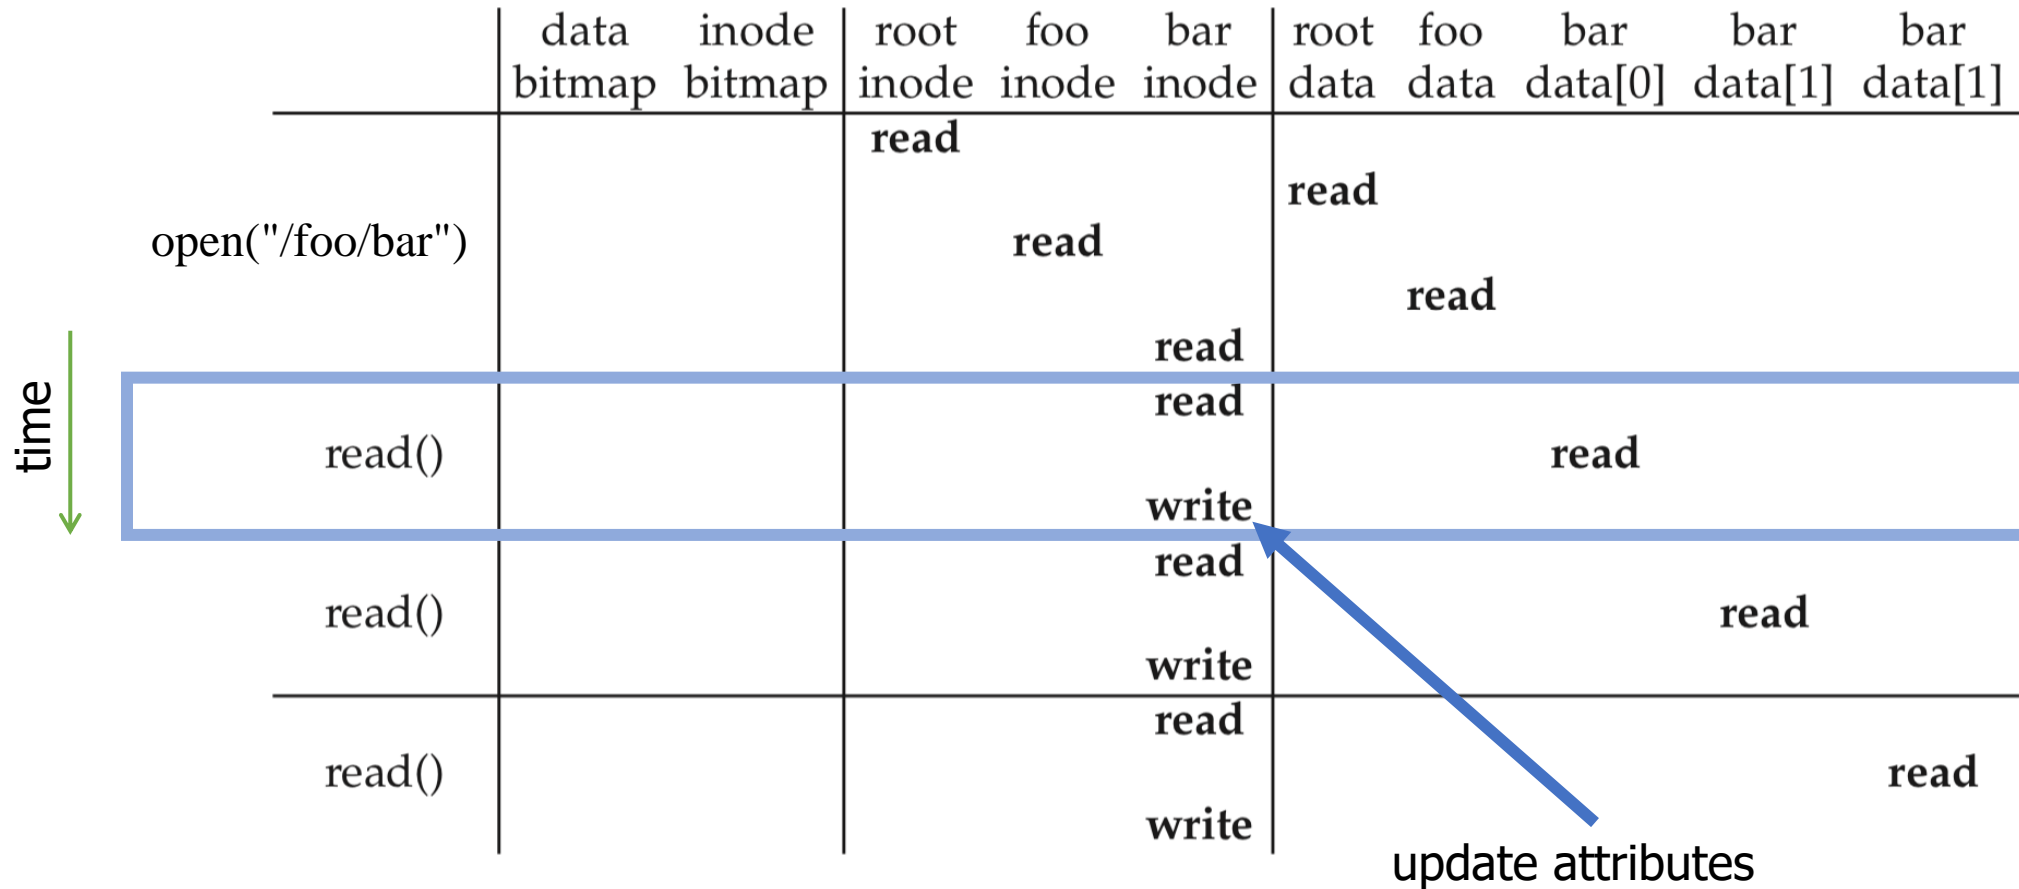 data inode root foo bar root foo bar bar bar
bitmap bitmap inode inode inode data data data[0] data[1] data[1]
read
read
open("/foo/bar") read
read
read
read
time read() read
write
read
read() read
write
read
read() read
write
update attributes